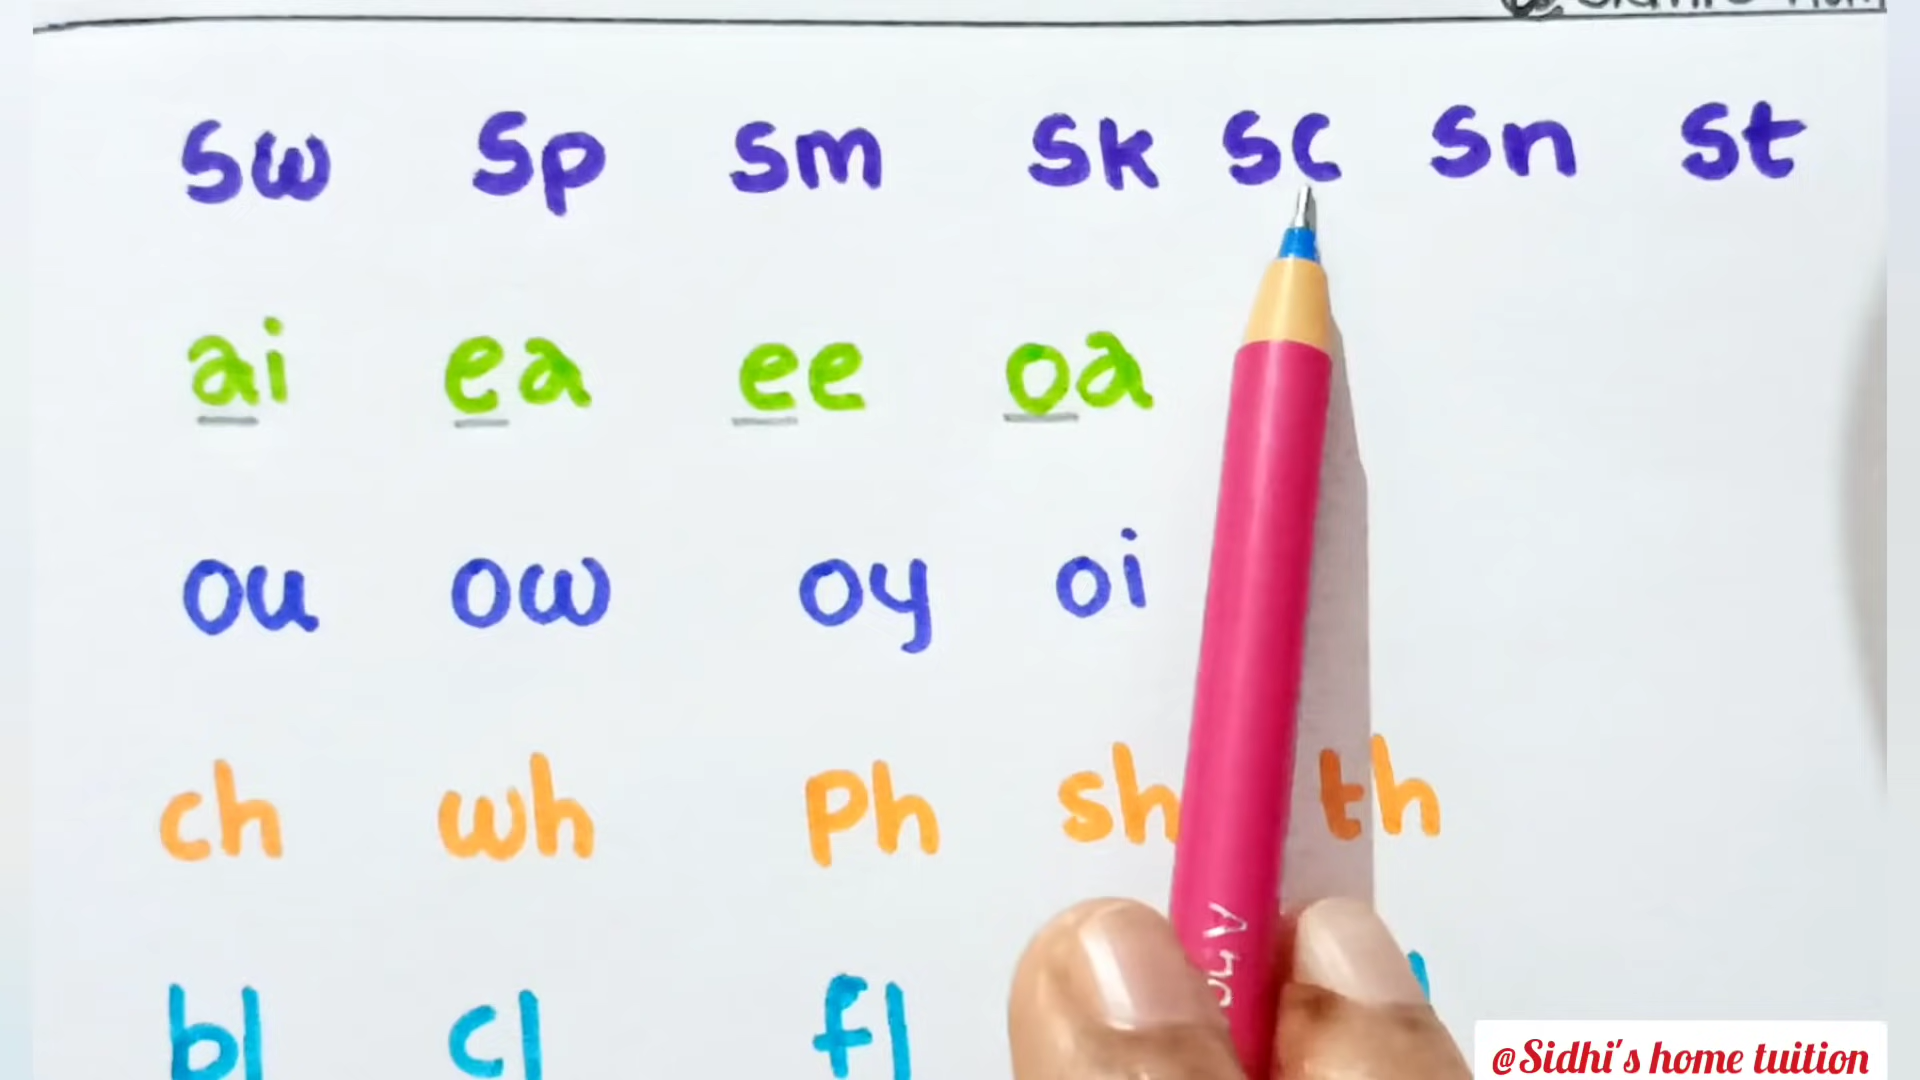 sw sp sm sk sc sn st
ai ea ee oa
ou ow oy oi
ch wh Ph sh th
bl cl fl
@Sidhi's home tuition